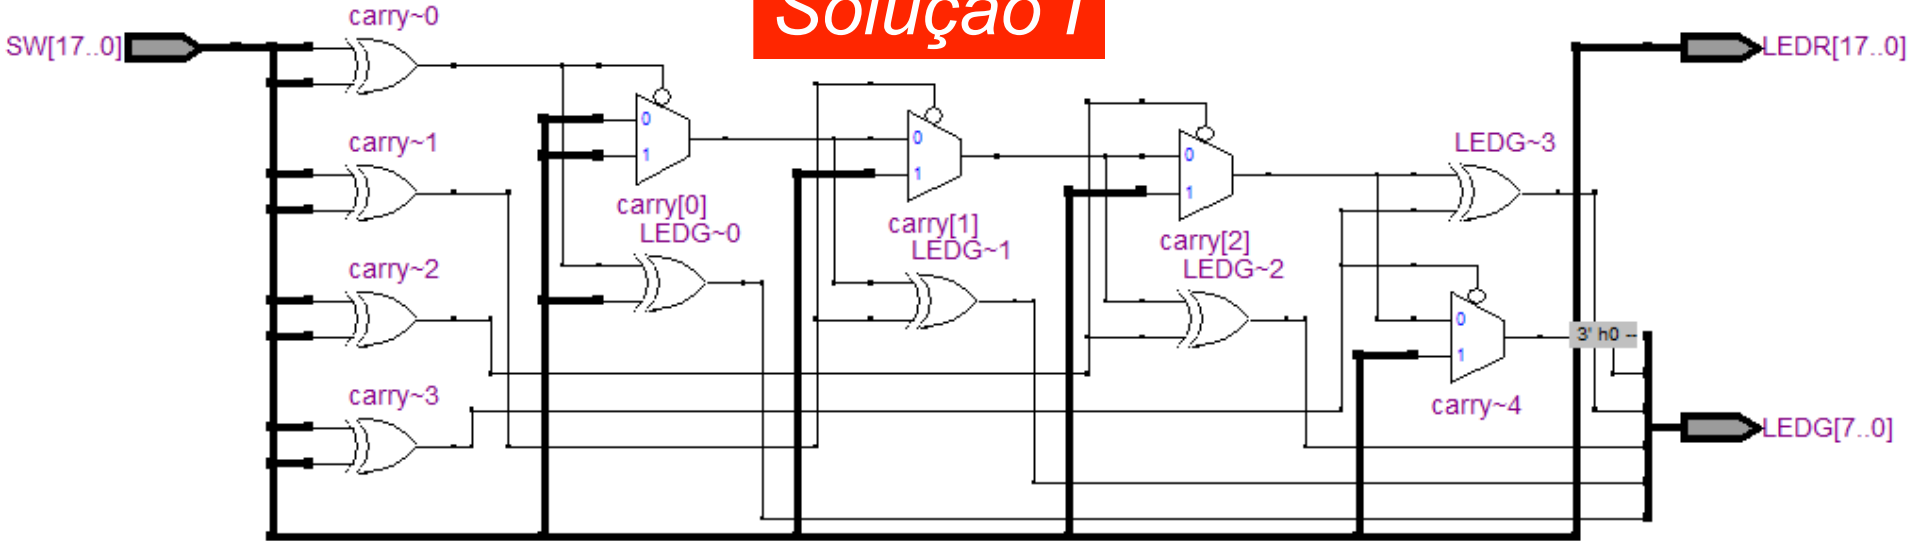 Solução I
SW[17..0]
carry~0
LEDR[17..0]
carry~1
0
1
carry[0]
LEDG~0
0
1
carry[1]
LEDG~1
0
1
carry[2]
LEDG~2
LEDG~3
carry~2
0
1
carry~4
3' h0 --
carry~3
LEDG[7..0]